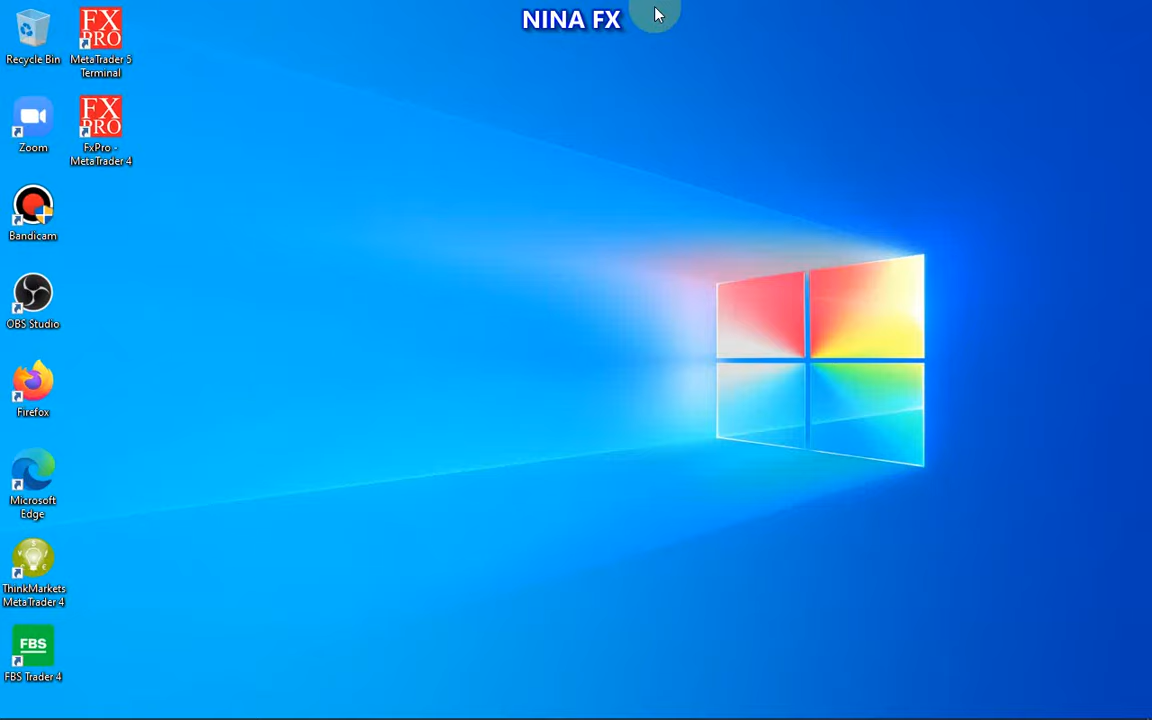 NINA FX
FX
PRO
Recycle Bin
MetaTrader 5
Terminal
FX
PRO
Zoom
FxPro -
MetaTrader 4
Bandicam
OBS Studio
Firefox
Microsoft
Edge
ThinkMarkets
MetaTrader 4
FBS
FBS Trader 4